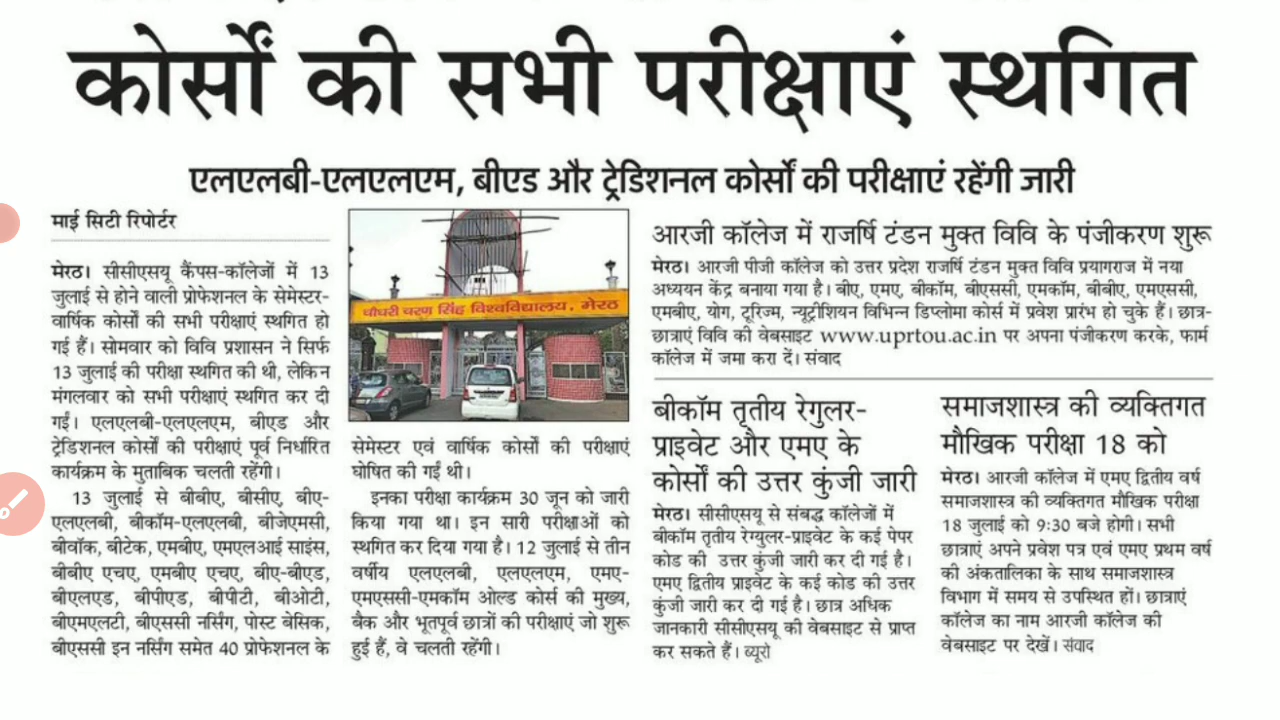 कोर्सों की सभी परीक्षाएं स्थगित
एलएलबी-एलएलएम, बीएड और ट्रेडिशनल कोर्सों की परीक्षाएं रहेंगी जारी
माई सिटी रिपोर्टर
मेरठ। सीसीएसयू कैंपस-कॉलेजों में 13
जुलाई से होने वाली प्रोफेशनल के सेमेस्टर-
वार्षिक कोर्सों की सभी परीक्षाएं स्थगित हो
गई हैं। सोमवार को विवि प्रशासन ने सिर्फ
13 जुलाई की परीक्षा स्थगित की थी, लेकिन
मंगलवार को सभी परीक्षाएं स्थगित कर दी
गईं। एलएलबी-एलएलएम, बीएड और
ट्रेडिशनल कोर्सों की परीक्षाएं पूर्व निर्धारित
कार्यक्रम के मुताबिक चलती रहेंगी।
13 जुलाई से बीबीए, बीसीए, बीए-
एलएलबी, बीकॉम-एलएलबी, बीजेएमसी,
बीवॉक, बीटेक, एमबीए, एमएलआई साइंस,
बीबीए एचए, एमबीए एचए, बीए-बीएड,
बीएलएड, बीपीएड, बीपीटी, बीओटी,
बीएमएलटी, बीएससी नर्सिंग, पोस्ट बेसिक,
बीएससी इन नर्सिंग समेत 40 प्रोफेशनल के
चौधरी चरण सिंह विश्वविद्यालय, मेरठ
सेमेस्टर एवं वार्षिक कोर्सों की परीक्षाएं
घोषित की गईं थी।
इनका परीक्षा कार्यक्रम 30 जून को जारी
किया गया था। इन सारी परीक्षाओं को
स्थगित कर दिया गया है। 12 जुलाई से तीन
वर्षीय एलएलबी, एलएलएम, एमए-
एमएससी-एमकॉम ओल्ड कोर्स की मुख्य,
बैक और भूतपूर्व छात्रों की परीक्षाएं जो शुरू
हुई हैं, वे चलती रहेंगी।
आरजी कॉलेज में राजर्षि टंडन मुक्त विवि के पंजीकरण शुरू
मेरठ। आरजी पीजी कॉलेज को उत्तर प्रदेश राजर्षि टंडन मुक्त विवि प्रयागराज में नया
अध्ययन केंद्र बनाया गया है। बीए, एमए, बीकॉम, बीएससी, एमकॉम, बीबीए, एमएससी,
एमबीए, योग, टूरिज्म, न्यूट्रीशियन विभिन्न डिप्लोमा कोर्स में प्रवेश प्रारंभ हो चुके हैं। छात्र-
छात्राएं विवि की वेबसाइट www.uprtou.ac.in पर अपना पंजीकरण करके, फार्म
कॉलेज में जमा करा दें। संवाद
बीकॉम तृतीय रेगुलर-
प्राइवेट और एमए के
कोर्सों की उत्तर कुंजी जारी
मेरठ। सीसीएसयू से संबद्ध कॉलेजों में
बीकॉम तृतीय रेग्युलर-प्राइवेट के कई पेपर
कोड की उत्तर कुंजी जारी कर दी गई है।
एमए द्वितीय प्राइवेट के कई कोड की उत्तर
कुंजी जारी कर दी गई है। छात्र अधिक
जानकारी सीसीएसयू की वेबसाइट से प्राप्त
कर सकते हैं। ब्यूरो
समाजशास्त्र की व्यक्तिगत
मौखिक परीक्षा 18 को
मेरठ। आरजी कॉलेज में एमए द्वितीय वर्ष
समाजशास्त्र की व्यक्तिगत मौखिक परीक्षा
18 जुलाई को 9:30 बजे होगी। सभी
छात्राएं अपने प्रवेश पत्र एवं एमए प्रथम वर्ष
की अंकतालिका के साथ समाजशास्त्र
विभाग में समय से उपस्थित हों। छात्राएं
कॉलेज का नाम आरजी कॉलेज की
वेबसाइट पर देखें। संवाद